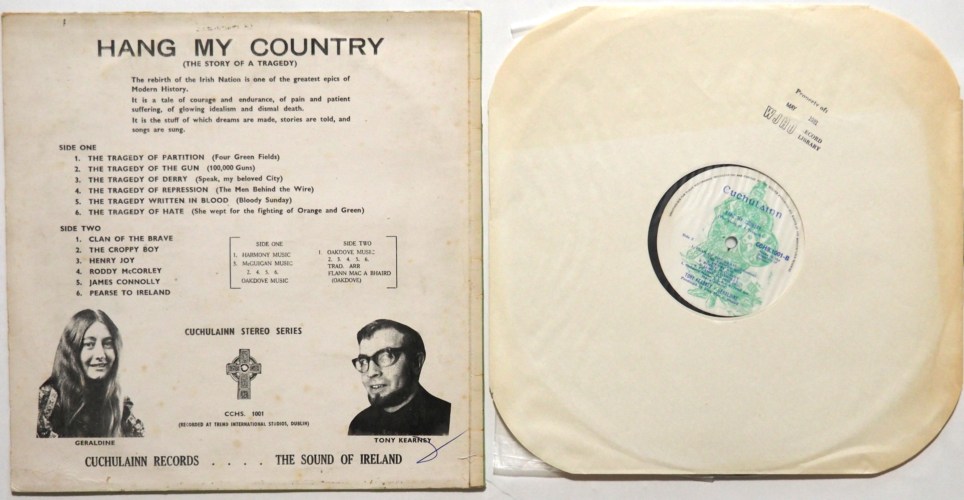 HANG MY COUNTRY
(THE STORY OF A TRAGEDY)
The rebirth of the Irish Nation is one of the greatest epics of
Modern History.
It is a tale of courage and endurance, of pain and patient
suffering, of glowing idealism and dismal death.
It is the stuff of which dreams are made, stories are told, and
songs are sung.
SIDE ONE
1. THE TRAGEDY OF PARTITION (Four Green Fields)
2. THE TRAGEDY OF THE GUN (100,000 Guns)
3. THE TRAGEDY OF DERRY (Speak, my beloved City)
4. THE TRAGEDY OF REPRESSION (The Men Behind the Wire)
5. THE TRAGEDY WRITTEN IN BLOOD (Bloody Sunday)
6. THE TRAGEDY OF HATE (She wept for the fighting of Orange and Green)
SIDE TWO
1. CLAN OF THE BRAVE
2. THE CROPPY BOY
3. HENRY JOY
4. RODDY McCORLEY
5. JAMES CONNOLLY
6. PEARSE TO IRELAND
SIDE ONE
1. HARMONY MUSIC
3. McGUIGAN MUSIC
2, 4, 5, 6.
OAKDOVE MUSIC
SIDE TWO
1. OAKDOVE MUSIC
2, 3, 4, 5, 6.
TRAD. ARR
FLANN MAC A BHAIRD
(OAKDOVE)
CUCHULAINN STEREO SERIES
CCHS. 1001
(RECORDED AT TREND INTERNATIONAL STUDIOS, DUBLIN)
GERALDINE
TONY KEARNEY
CUCHULAINN RECORDS .... THE SOUND OF IRELAND
Property of:
RECORD
LIBRARY
Cuchulainn